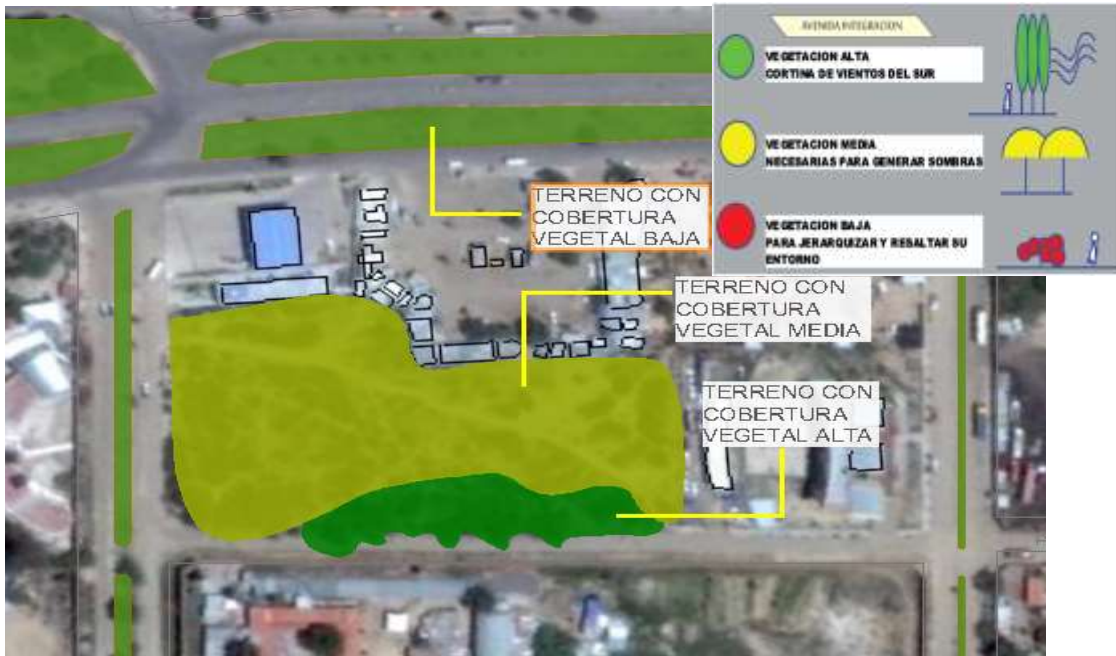 AVENIDA INTEGRACION
VEGETACION ALTA
CORTINA DE VIENTOS DEL SUR
VEGETACION MEDIA
NECESARIAS PARA GENERAR SOMBRAS
VEGETACION BAJA
PARA JERARQUIZAR Y RESALTAR SU
ENTORNO
TERRENO CON
COBERTURA
VEGETAL BAJA
TERRENO CON
COBERTURA
VEGETAL MEDIA
TERRENO CON
COBERTURA
VEGETAL ALTA